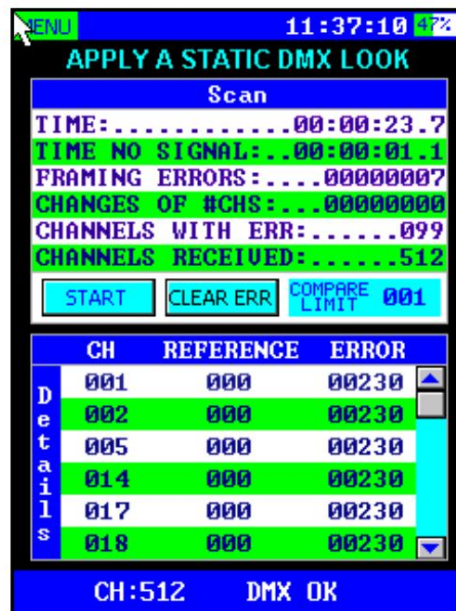 MENU 11:37:10 47%
APPLY A STATIC DMX LOOK
Scan
TIME:............00:00:23.7
TIME NO SIGNAL:..00:00:01.1
FRAMING ERRORS:....00000007
CHANGES OF #CHS:...00000000
CHANNELS WITH ERR:......099
CHANNELS RECEIVED:......512
START CLEAR ERR COMPARE LIMIT 001
CH REFERENCE ERROR
Details
001 000 00230
002 000 00230
005 000 00230
014 000 00230
017 000 00230
018 000 00230
CH:512 DMX OK